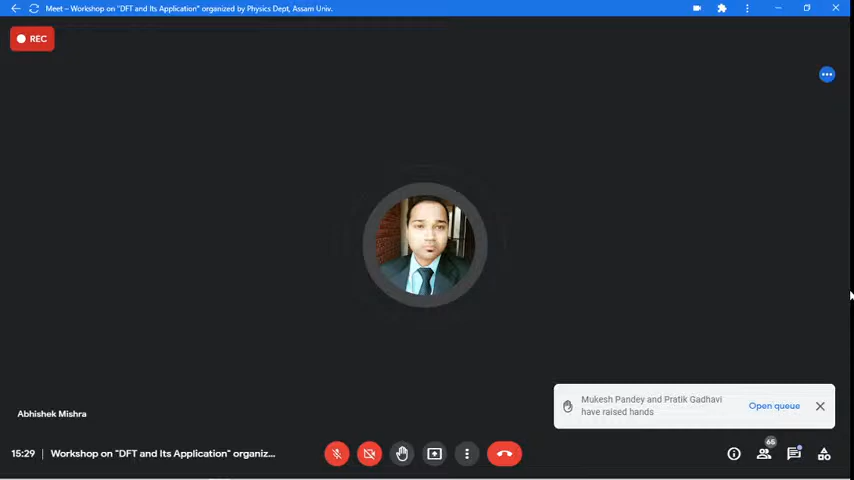 Meet – Workshop on "DFT and Its Application" organized by Physics Dept, Assam Univ.
REC
Mukesh Pandey and Pratik Gadhavi
have raised hands
Open queue
Abhishek Mishra
65
15:29 | Workshop on "DFT and Its Application" organiz...